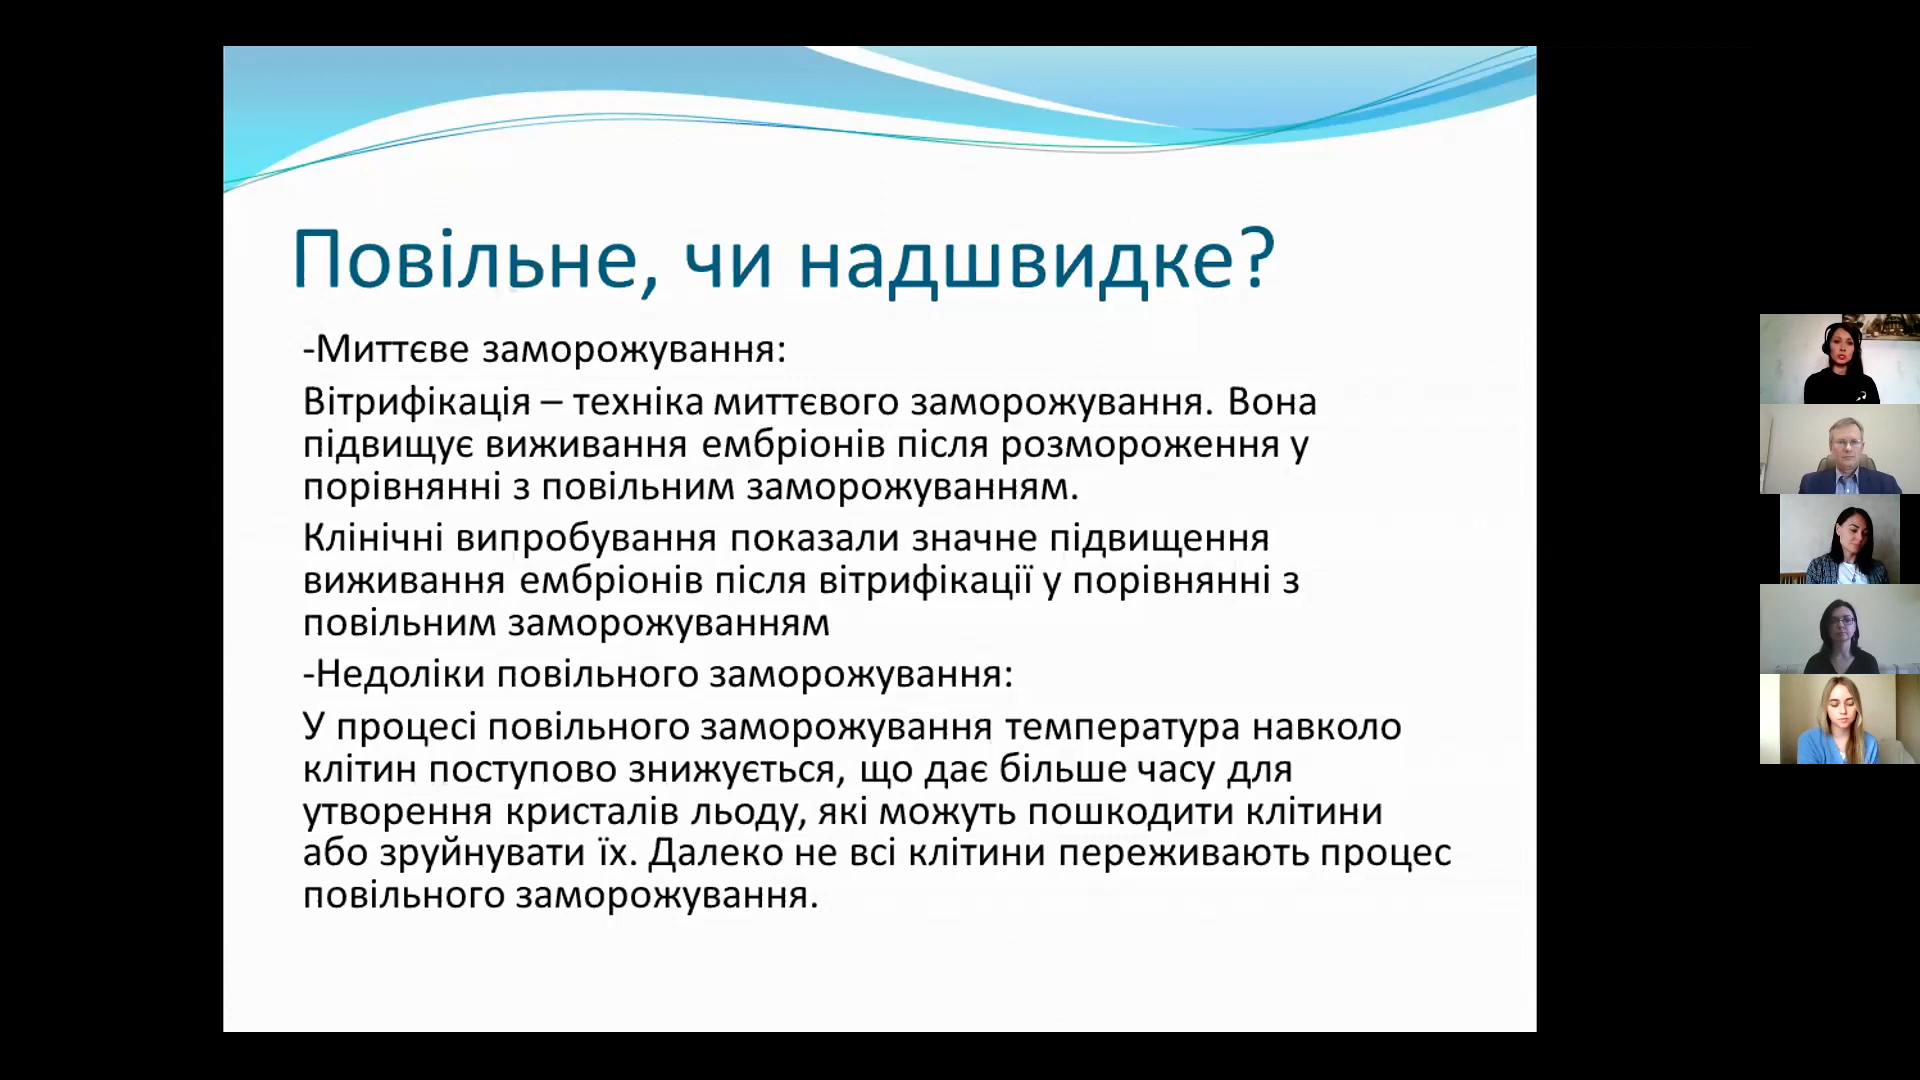 Повільне, чи надшвидке?
-Миттєве заморожування:
Вітрифікація – техніка миттєвого заморожування. Вона
підвищує виживання ембріонів після розмороження у
порівнянні з повільним заморожуванням.
Клінічні випробування показали значне підвищення
виживання ембріонів після вітрифікації у порівнянні з
повільним заморожуванням
-Недоліки повільного заморожування:
У процесі повільного заморожування температура навколо
клітин поступово знижується, що дає більше часу для
утворення кристалів льоду, які можуть пошкодити клітини
або зруйнувати їх. Далеко не всі клітини переживають процес
повільного заморожування.